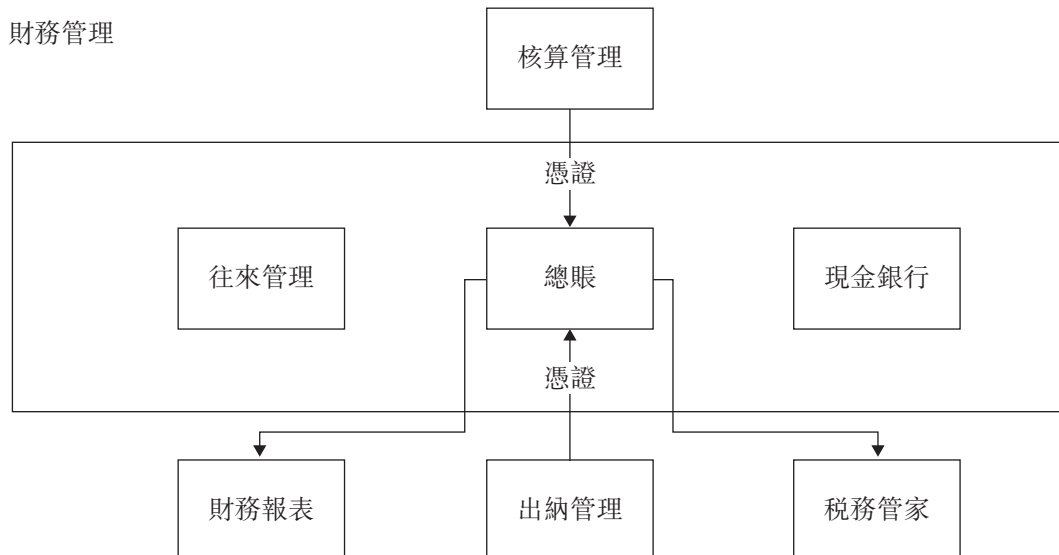 財務管理
核算管理
憑證
往來管理
總賬
現金銀行
憑證
財務報表
出納管理
税務管家